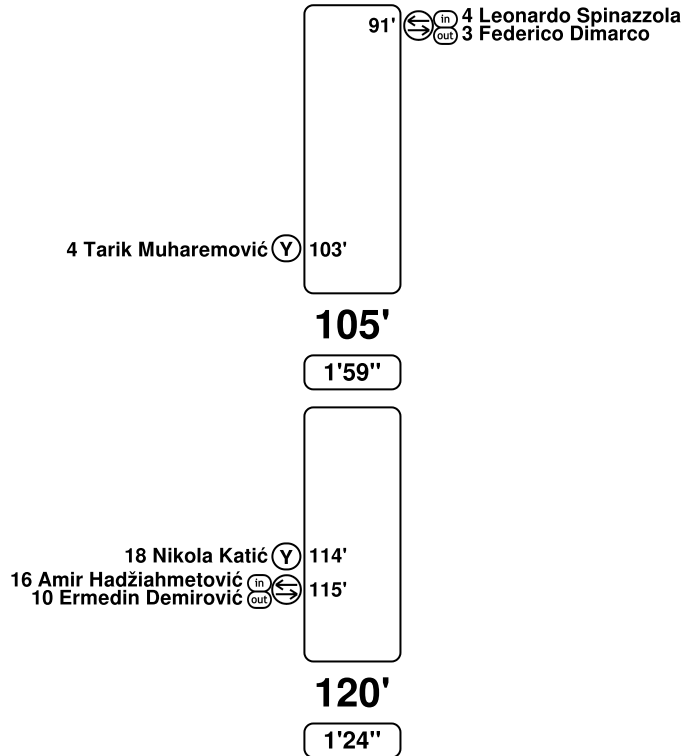 91' in 4 Leonardo Spinazzola
out 3 Federico Dimarco
4 Tarik Muharemović Y 103'
105'
1'59"
18 Nikola Katić Y 114'
16 Amir Hadžiahmetović in
10 Ermedin Demirović out 115'
120'
1'24"